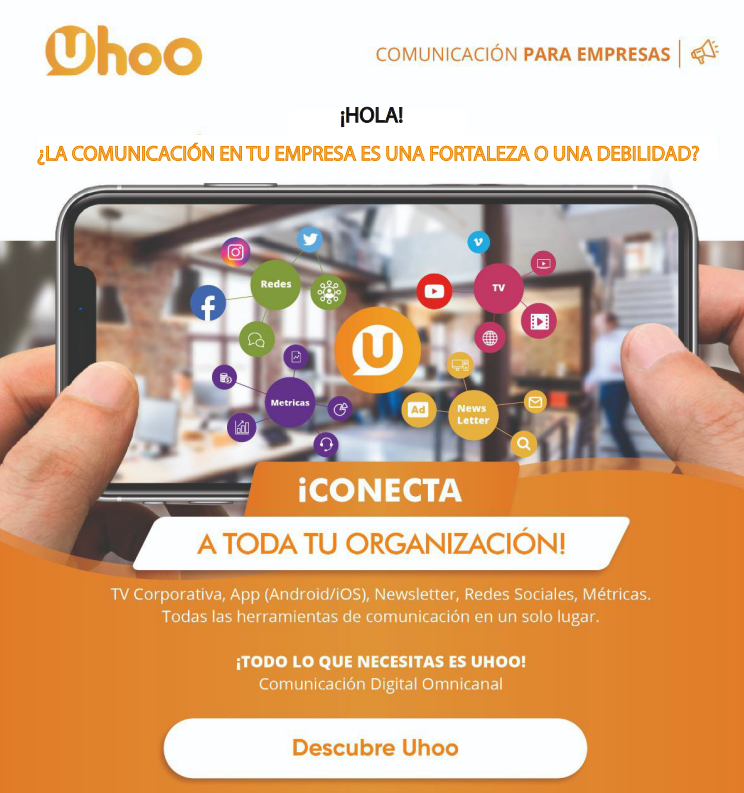 Uhoo
COMUNICACIÓN PARA EMPRESAS
¡HOLA!
¿LA COMUNICACIÓN EN TU EMPRESA ES UNA FORTALEZA O UNA DEBILIDAD?
Redes
TV
U
Metricas
Ad
News
Letter
¡CONECTA
A TODA TU ORGANIZACIÓN!
TV Corporativa, App (Android/iOS), Newsletter, Redes Sociales, Métricas.
Todas las herramientas de comunicación en un solo lugar.
¡TODO LO QUE NECESITAS ES UHOO!
Comunicación Digital Omnicanal
Descubre Uhoo